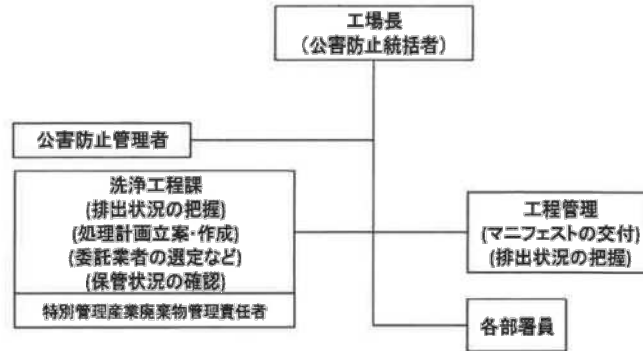 工場長
（公害防止統括者）
公害防止管理者
洗浄工程課
(排出状況の把握)
(処理計画立案・作成)
(委託業者の選定など)
(保管状況の確認)
特別管理産業廃棄物管理責任者
工程管理
(マニフェストの交付)
(排出状況の把握)
各部署員